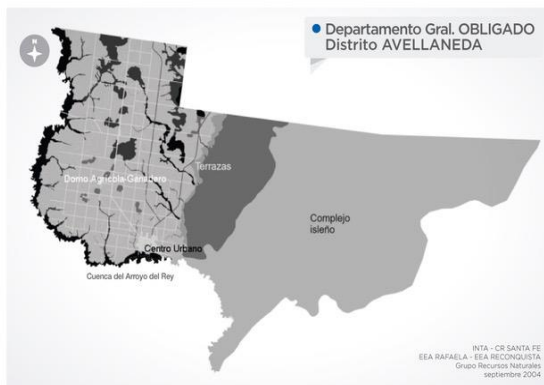 Departamento Gral. OBLIGADO
Distrito AVELLANEDA
N
Terrazas
Domo Agrícola-Ganadero
Complejo
isleño
Centro Urbano
Cuenca del Arroyo del Rey
INTA - CR SANTA FE
EEA RAFAELA - EEA RECONQUISTA
Grupo Recursos Naturales
septiembre 2004